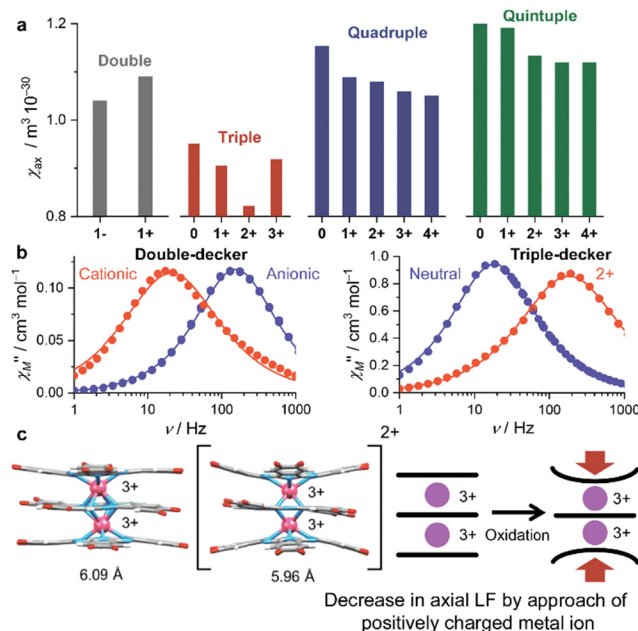 a
Double
Triple
Quadruple
Quintuple
χax / m³ 10⁻³⁰
1.2
1.0
0.8
1- 1+
0 1+ 2+ 3+
0 1+ 2+ 3+ 4+
0 1+ 2+ 3+ 4+
b
Double-decker
Cationic
Anionic
χM'' / cm³ mol⁻¹
0.10
0.05
0.00
1 10 100 1000
ν / Hz
Triple-decker
Neutral
2+
χM'' / cm³ mol⁻¹
1.0
0.8
0.6
0.4
0.2
0.0
1 10 100 1000
ν / Hz
c
3+
3+
6.09 Å
2+
3+
3+
5.96 Å
3+
3+
Oxidation
3+
3+
Decrease in axial LF by approach of
positively charged metal ion